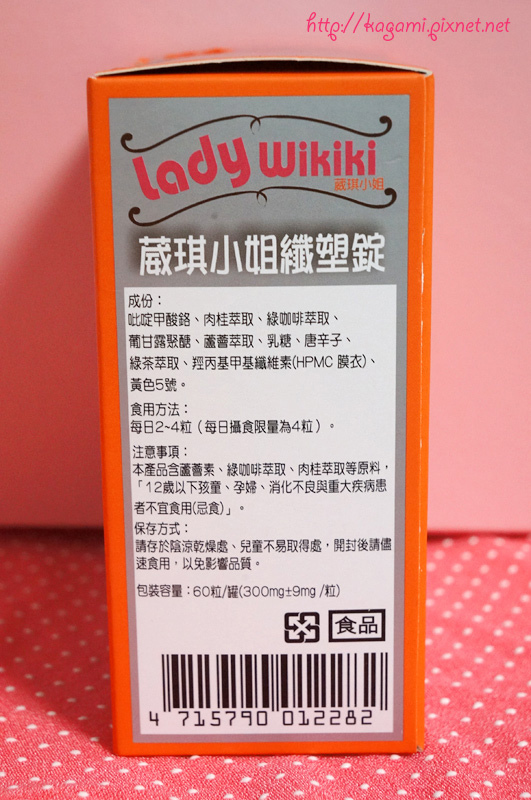 http://kagami.pixnet.net
Lady Wikiki
葳琪小姐
葳琪小姐纖塑錠
成份：
吡啶甲酸鉻、肉桂萃取、綠咖啡萃取、
葡甘露聚醣、蘆薈萃取、乳糖、唐辛子、
綠茶萃取、羥丙基甲基纖維素(HPMC 膜衣)、
黃色5號。
食用方法：
每日2~4粒（每日攝食限量為4粒）。
注意事項：
本產品含蘆薈素、綠咖啡萃取、肉桂萃取等原料，
「12歲以下孩童、孕婦、消化不良與重大疾病患
者不宜食用(忌食)」。
保存方式：
請存於陰涼乾燥處、兒童不易取得處，開封後請儘
速食用，以免影響品質。
包裝容量：60粒/罐(300mg±9mg /粒)
食品
4 715790 012282